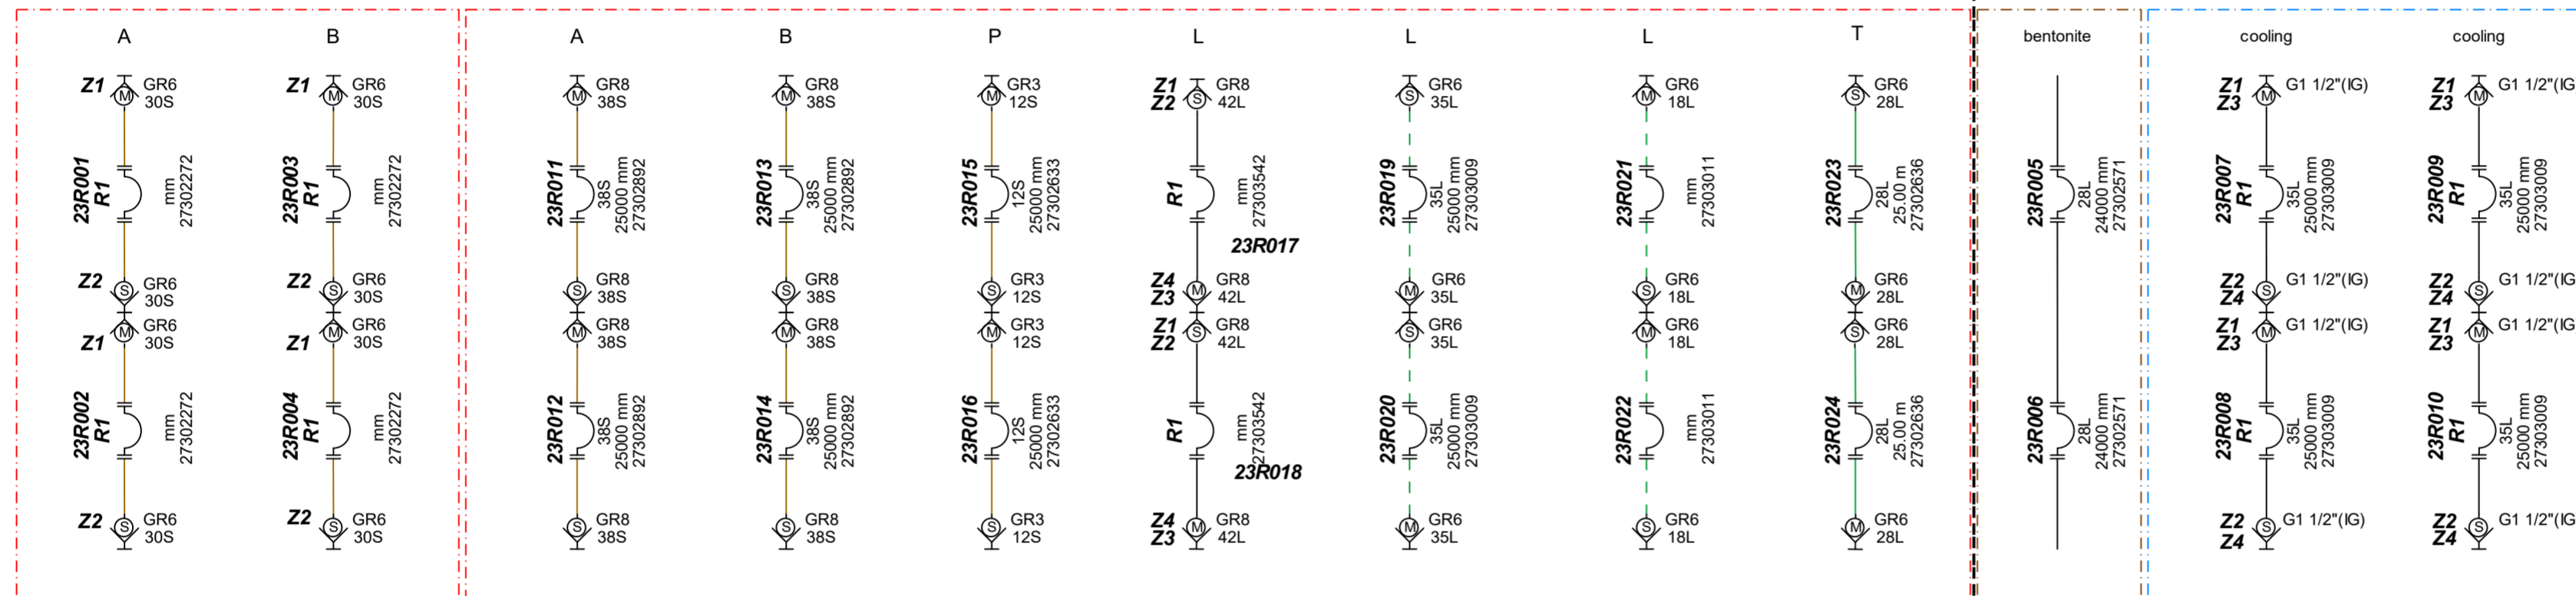 A B A B P L L L T bentonite cooling cooling
Z1 GR6 Z1 GR6 GR8 GR8 GR3 Z1 GR8 GR6 GR6 GR6 Z1 G1 1/2"(IG) Z1 G1 1/2"(IG
M 30S M 30S M 38S M 38S M 12S Z2 S 42L S 35L M 18L S 28L Z3 M Z3 M
23R001 R1 mm 27302272
23R003 R1 mm 27302272
23R011 38S 25000 mm 27302892
23R013 38S 25000 mm 27302892
23R015 12S 25000 mm 27302633
R1 mm 27303542
23R017
23R019 35L 25000 mm 27303009
23R021 mm 27303011
23R023 28L 25.00 m 27302636
23R005 28L 24000 mm 27302571
23R007 R1 35L 25000 mm 27303009
23R009 R1 35L 25000 mm 27303009
Z2 GR6 Z2 GR6 GR8 GR8 GR3 Z4 GR8 GR6 GR6 GR6 Z2 G1 1/2"(IG) Z2 G1 1/2"(IG
S 30S S 30S S 38S S 38S S 12S Z3 M 42L M 35L S 18L M 28L Z4 S Z4 S
M GR6 M GR6 GR8 GR8 GR3 Z1 GR8 GR6 GR6 GR6 Z1 G1 1/2"(IG) Z1 G1 1/2"(IG
Z1 30S Z1 30S M 38S M 38S M 12S Z2 S 42L S 35L M 18L S 28L Z3 M Z3 M
23R002 R1 mm 27302272
23R004 R1 mm 27302272
23R012 38S 25000 mm 27302892
23R014 38S 25000 mm 27302892
23R016 12S 25000 mm 27302633
R1 mm 27303542
23R018
23R020 35L 25000 mm 27303009
23R022 mm 27303011
23R024 28L 25.00 m 27302636
23R006 28L 24000 mm 27302571
23R008 R1 35L 25000 mm 27303009
23R010 R1 35L 25000 mm 27303009
Z2 GR6 Z2 GR6 GR8 GR8 GR3 Z4 GR8 GR6 GR6 GR6 Z2 G1 1/2"(IG) Z2 G1 1/2"(IG
S 30S S 30S S 38S S 38S S 12S Z3 M 42L M 35L S 18L M 28L Z4 S Z4 S